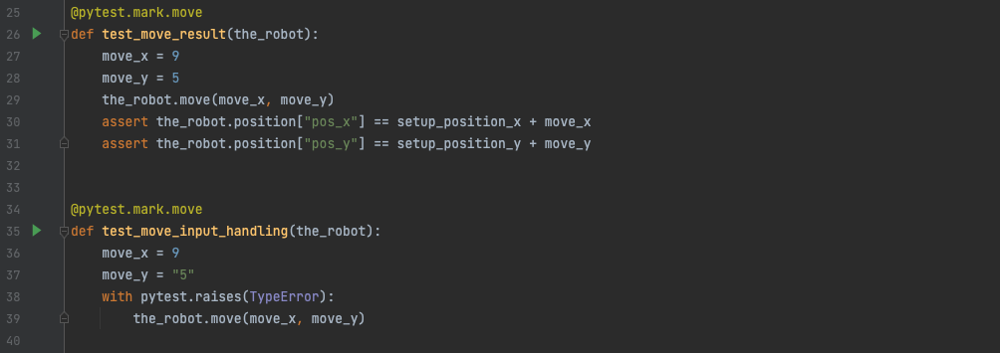 25 @pytest.mark.move
26 def test_move_result(the_robot):
27     move_x = 9
28     move_y = 5
29     the_robot.move(move_x, move_y)
30     assert the_robot.position["pos_x"] == setup_position_x + move_x
31     assert the_robot.position["pos_y"] == setup_position_y + move_y
32
33
34 @pytest.mark.move
35 def test_move_input_handling(the_robot):
36     move_x = 9
37     move_y = "5"
38     with pytest.raises(TypeError):
39         the_robot.move(move_x, move_y)
40